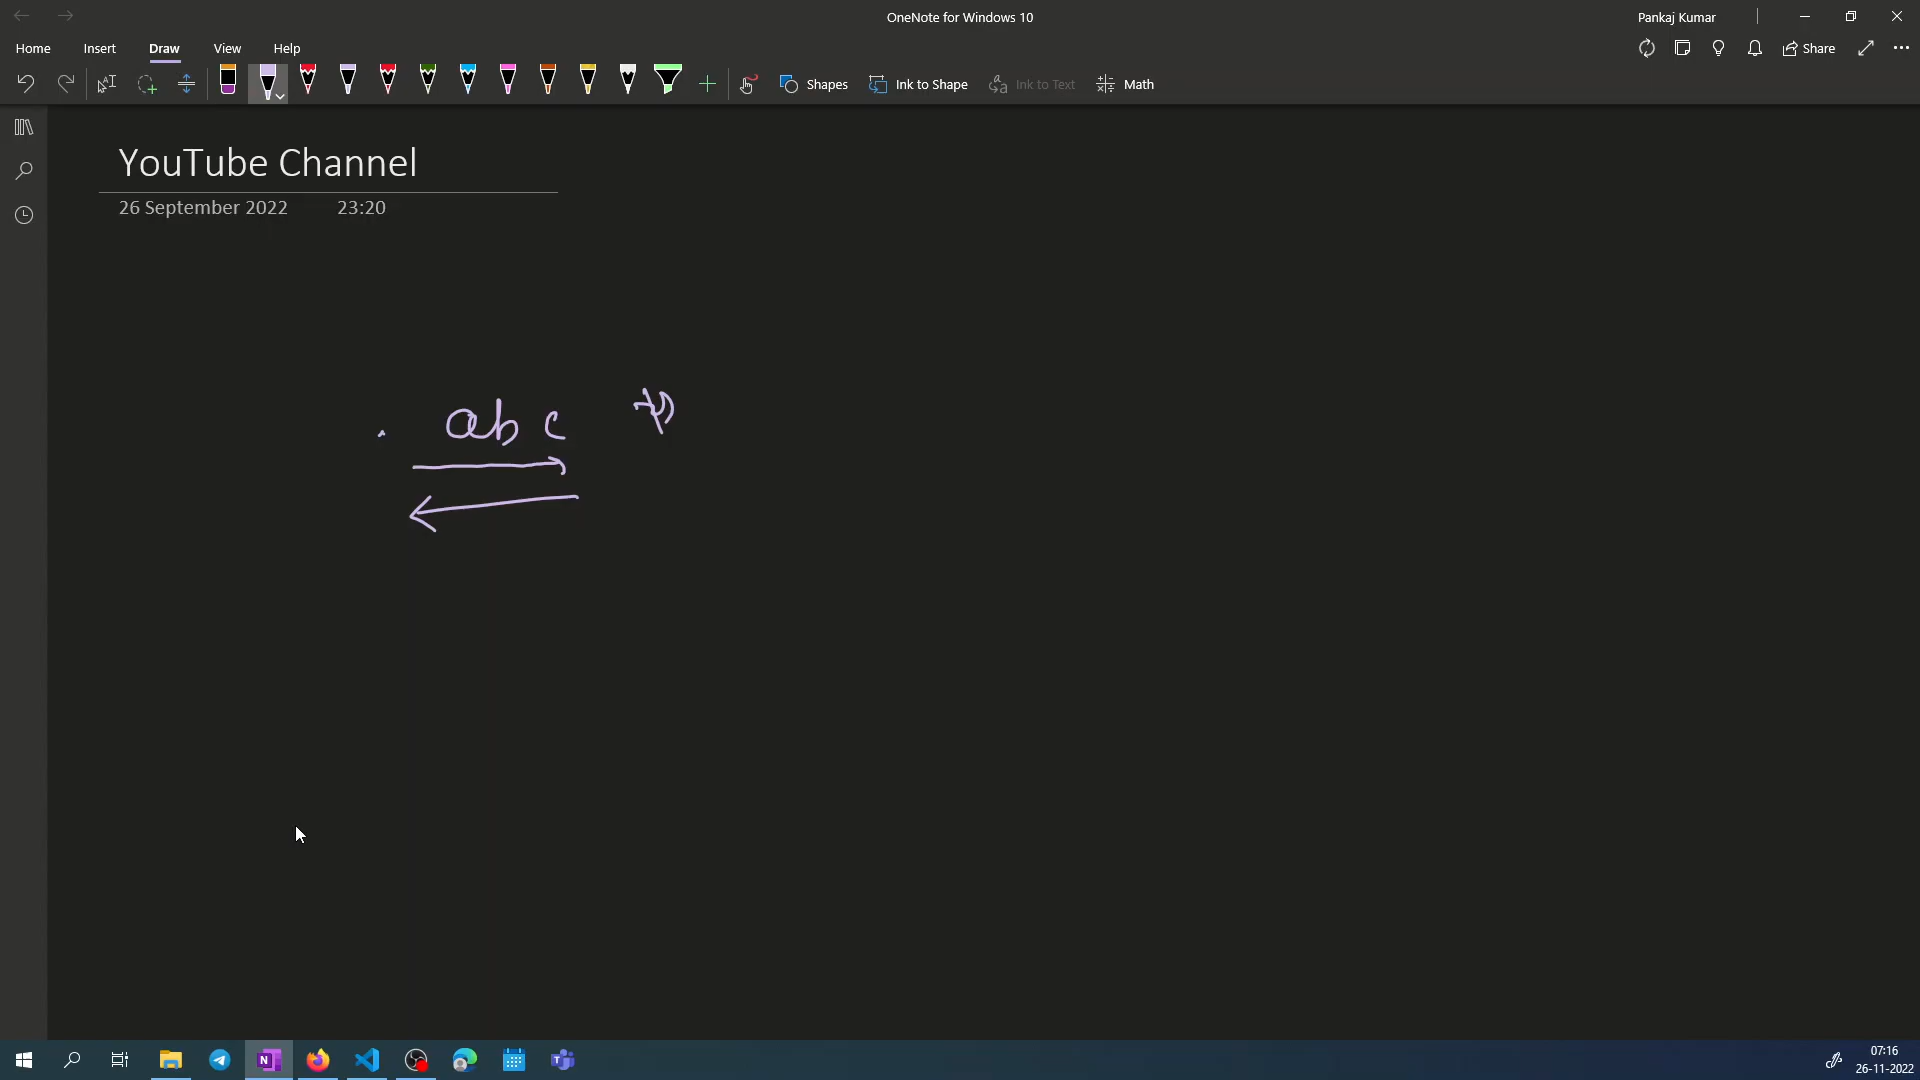 OneNote for Windows 10
Pankaj Kumar
Home Insert Draw View Help
Share
Shapes Ink to Shape Ink to Text Math
YouTube Channel
26 September 2022 23:20
abc
07:16
26-11-2022